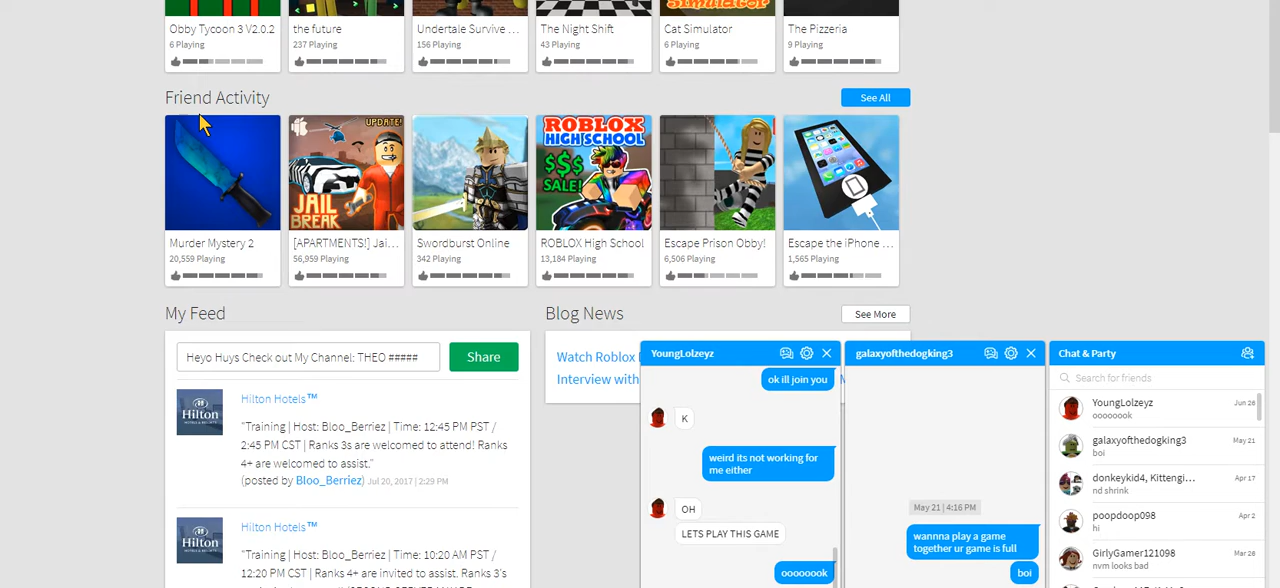 Simulator
Obby Tycoon 3 V2.0.2
6 Playing
the future
237 Playing
Undertale Survive ...
156 Playing
The Night Shift
43 Playing
Cat Simulator
6 Playing
The Pizzeria
9 Playing
Friend Activity
See All
UPDATE!
JAIL
BREAK
ROBLOX
HIGH SCHOOL
$$$
SALE!
Murder Mystery 2
20,559 Playing
[APARTMENTS!] Jai...
56,959 Playing
Swordburst Online
342 Playing
ROBLOX High School
13,184 Playing
Escape Prison Obby!
6,506 Playing
Escape the iPhone ...
1,565 Playing
My Feed
Blog News
See More
Heyo Huys Check out My Channel: THEO #####
Share
Watch Roblox
Interview with
Hilton
Hilton Hotels™
"Training | Host: Bloo_Berriez | Time: 12:45 PM PST /
2:45 PM CST | Ranks 3s are welcomed to attend! Ranks
4+ are welcomed to assist."
(posted by Bloo_Berriez) Jul 20, 2017 | 2:29 PM
Hilton
Hilton Hotels™
"Training | Host: Bloo_Berriez | Time: 10:20 AM PST /
12:20 PM CST | Ranks 4+ are invited to assist. Ranks 3's
YoungLolzeyz
ok ill join you
K
weird its not working for
me either
OH
LETS PLAY THIS GAME
oooooook
galaxyofthedogking3
May 21 | 4:16 PM
wannna play a game
together ur game is full
boi
Chat & Party
Search for friends
YoungLolzeyz
Jun 26
oooooook
galaxyofthedogking3
May 21
boi
donkeykid4, Kittengi...
Apr 17
nd shrink
poopdoop098
Apr 2
hi
GirlyGamer121098
Mar 26
nvm looks bad